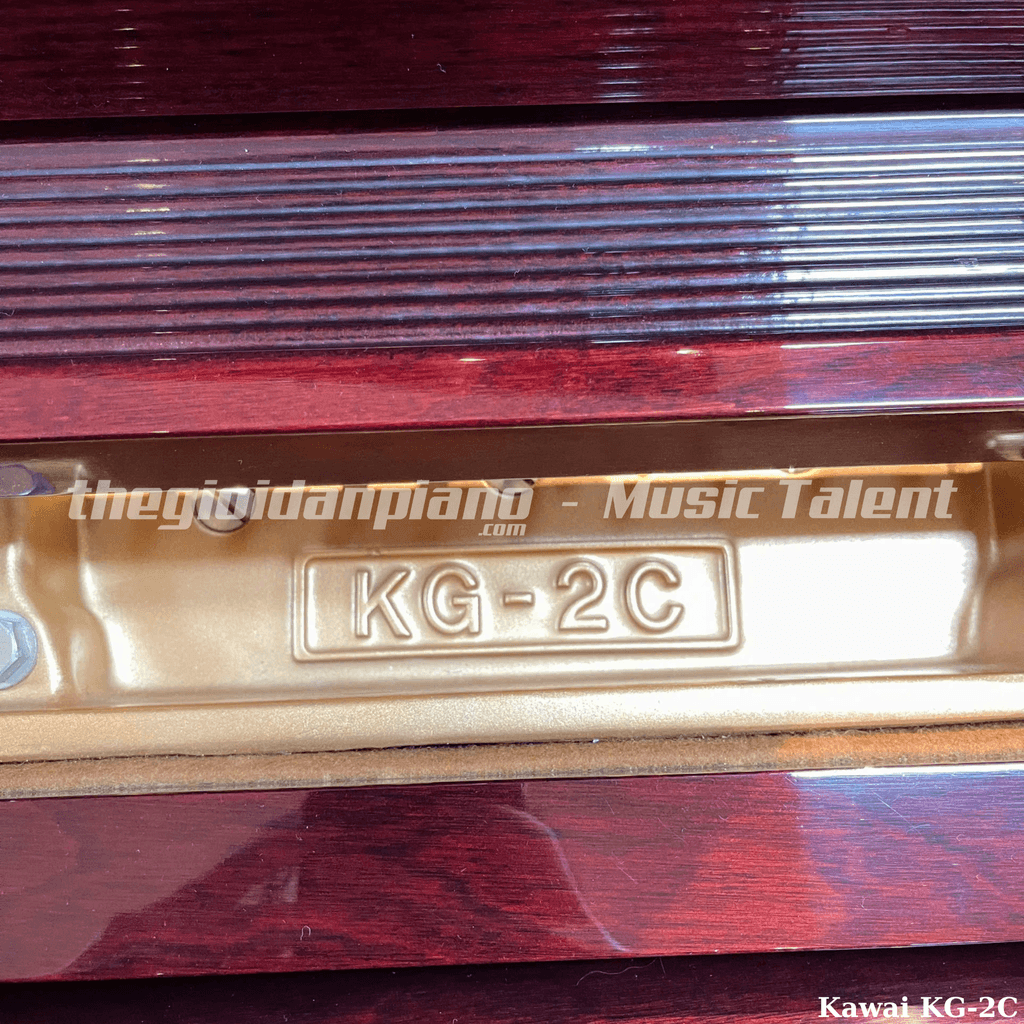 thegioidanpiano - Music Talent
.com
KG-2C
Kawai KG-2C